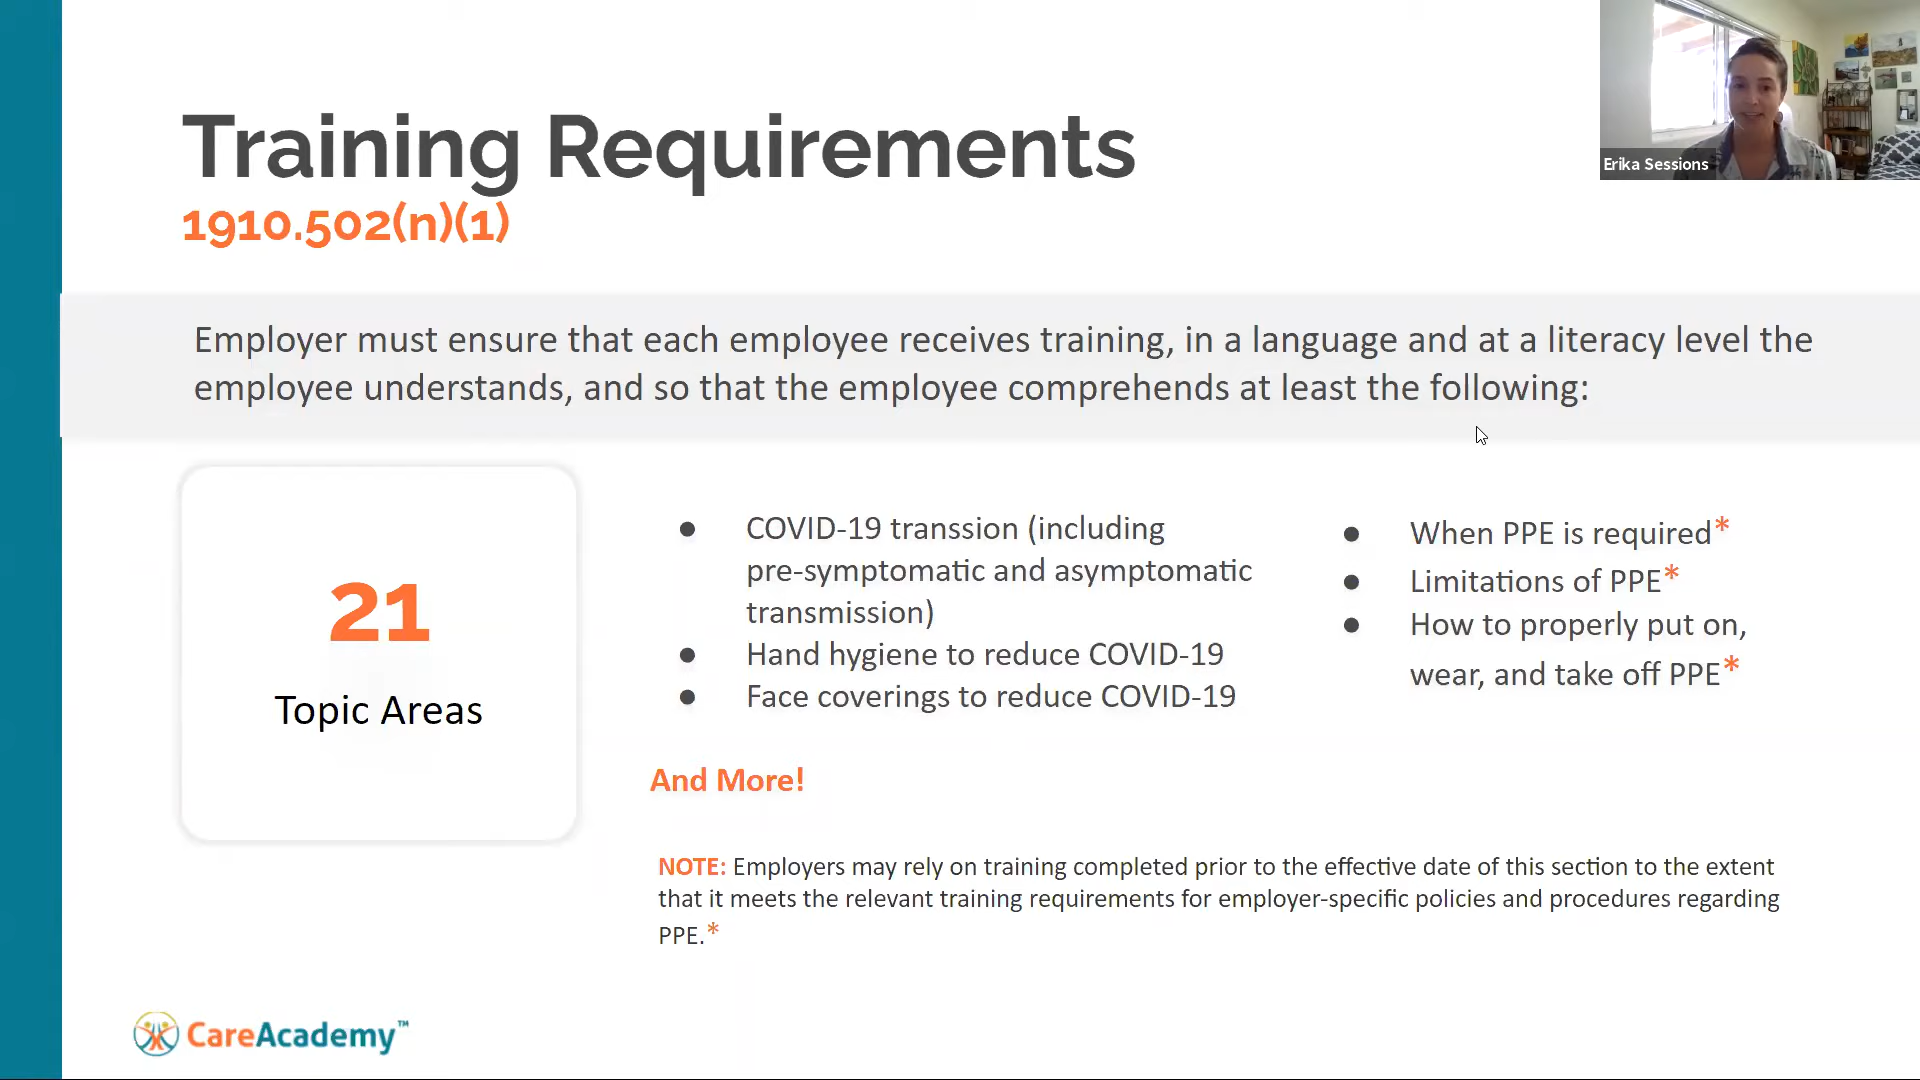 Training Requirements
1910.502(n)(1)
Erika Sessions
Employer must ensure that each employee receives training, in a language and at a literacy level the
employee understands, and so that the employee comprehends at least the following:
21
Topic Areas
● COVID-19 transsion (including
pre-symptomatic and asymptomatic
transmission)
● Hand hygiene to reduce COVID-19
● Face coverings to reduce COVID-19
● When PPE is required*
● Limitations of PPE*
● How to properly put on,
wear, and take off PPE*
And More!
NOTE: Employers may rely on training completed prior to the effective date of this section to the extent
that it meets the relevant training requirements for employer-specific policies and procedures regarding
PPE.*
CareAcademy™